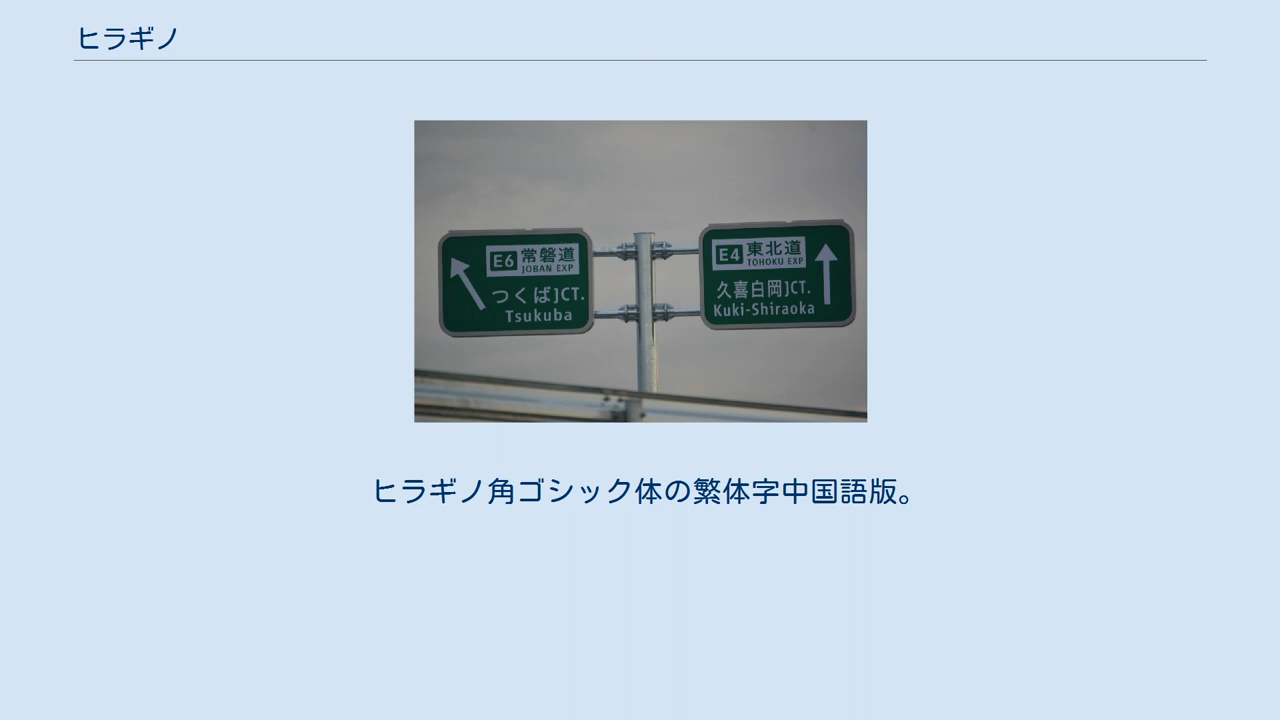 ヒラギノ
E6 常磐道
JOBAN EXP
つくばJCT.
Tsukuba
E4 東北道
TOHOKU EXP
久喜白岡JCT.
Kuki-Shiraoka
ヒラギノ角ゴシック体の繁体字中国語版。